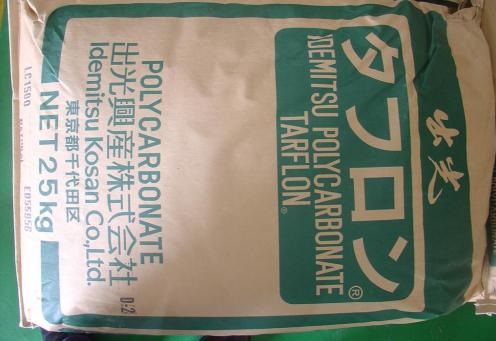 出光
タフロン®
IDEMITSU POLYCARBONATE
TARFLON®
POLYCARBONATE
出光興産株式会社
Idemitsu Kosan Co., Ltd.
東京都千代田区
NET 25kg
LC1500